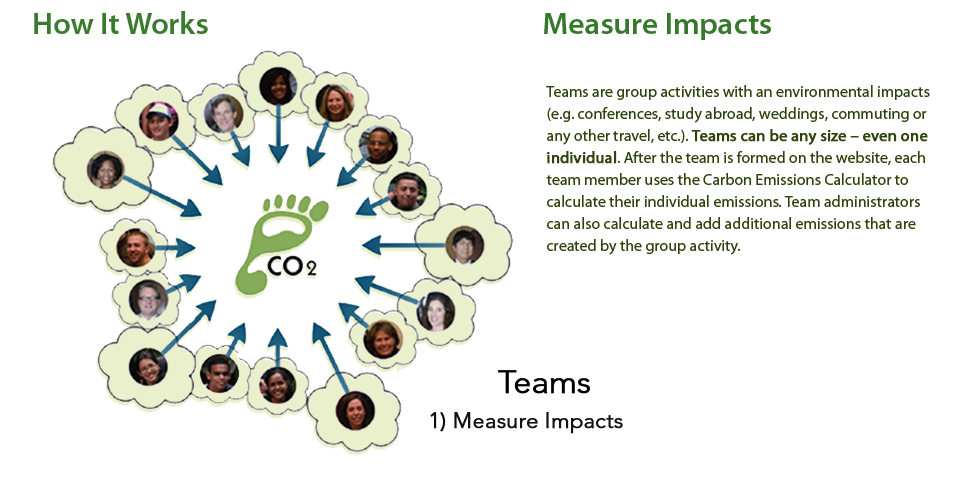 How It Works
Measure Impacts
Teams are group activities with an environmental impacts
(e.g. conferences, study abroad, weddings, commuting or
any other travel, etc.). Teams can be any size – even one
individual. After the team is formed on the website, each
team member uses the Carbon Emissions Calculator to
calculate their individual emissions. Team administrators
can also calculate and add additional emissions that are
created by the group activity.
CO2
Teams
1) Measure Impacts